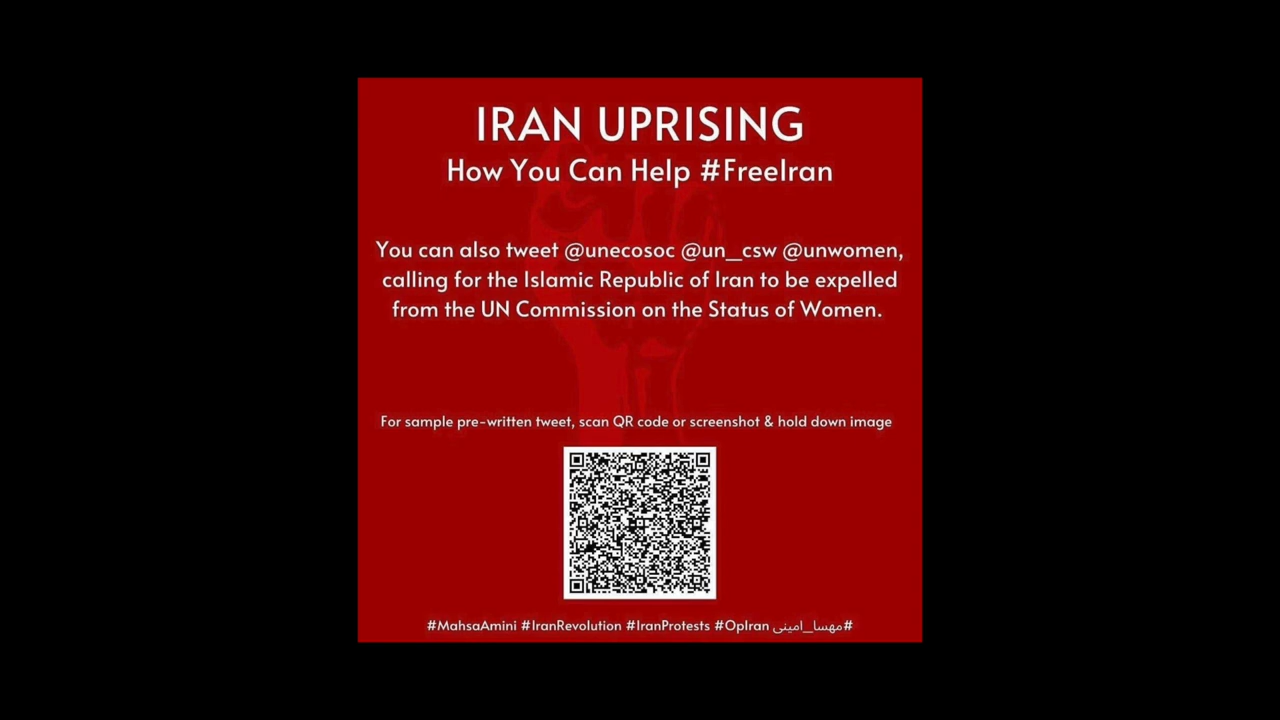 IRAN UPRISING
How You Can Help #FreeIran
You can also tweet @unecosoc @un__csw @unwomen,
calling for the Islamic Republic of Iran to be expelled
from the UN Commission on the Status of Women.
For sample pre-written tweet, scan QR code or screenshot & hold down image
#MahsaAmini #IranRevolution #IranProtests #OpIran #مهسا__امینی